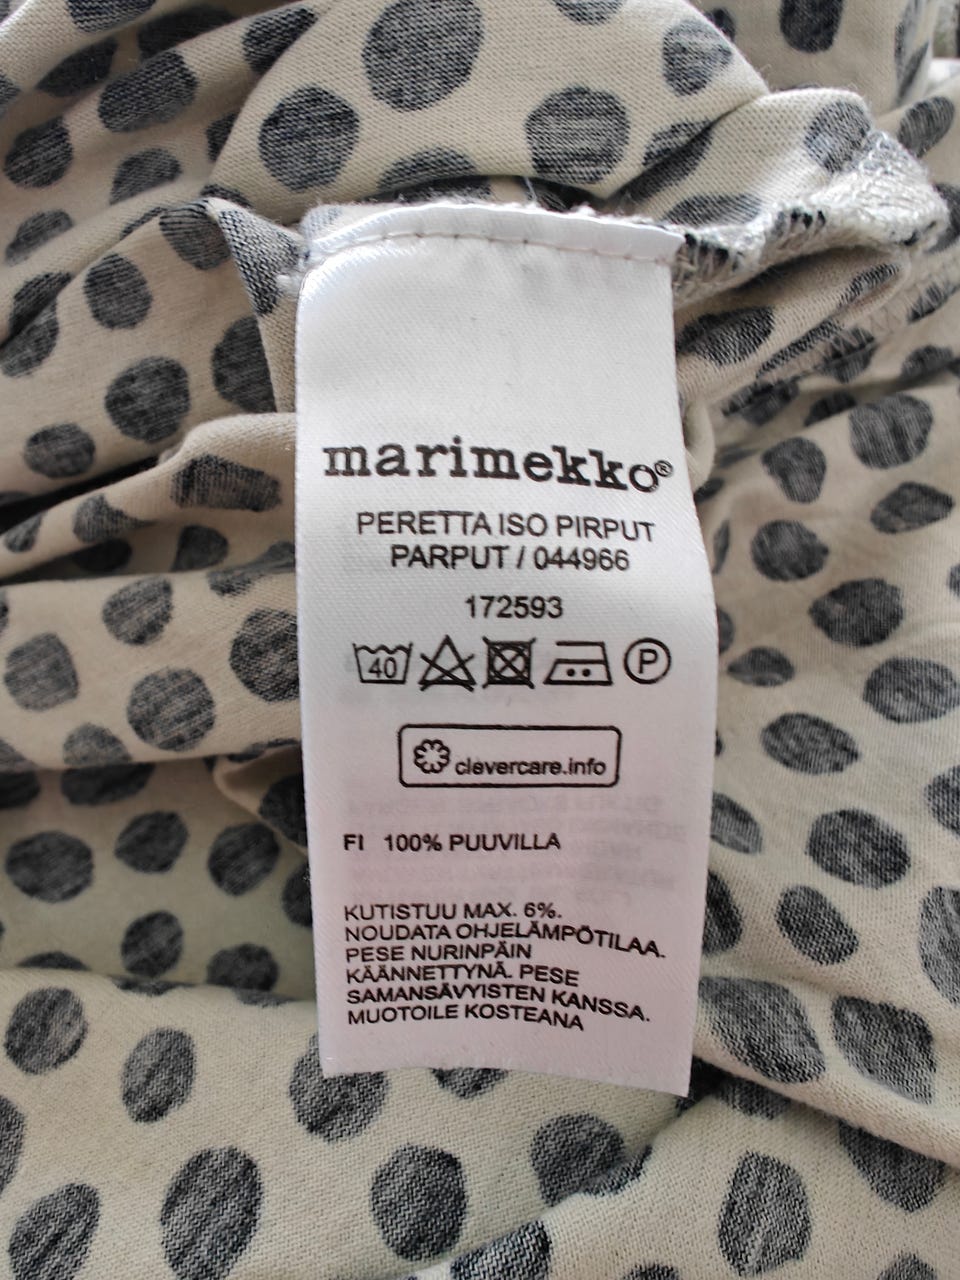 marimekko®
PERETTA ISO PIRPUT
PARPUT / 044966
172593
40 P
clevercare.info
FI 100% PUUVILLA
KUTISTUU MAX. 6%.
NOUDATA OHJELÄMPÖTILAA.
PESE NURINPÄIN
KÄÄNNETTYNÄ. PESE
SAMANSÄVYISTEN KANSSA.
MUOTOILE KOSTEANA